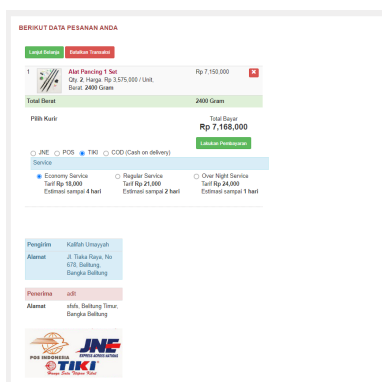 BERIKUT DATA PESANAN ANDA
Lanjut Belanja Batalkan Transaksi
1 Alat Pancing 1 Set Rp 7,150,000
Qty. 2. Harga. Rp 3,575,000 / Unit.
Berat. 2400 Gram
Total Berat 2400 Gram
Pilih Kurir Total Bayar
Rp 7,168,000
Lakukan Pembayaran
JNE POS TIKI COD (Cash on delivery)
Service
Economy Service Regular Service Over Night Service
Tarif Rp 18,000 Tarif Rp 21,000 Tarif Rp 24,000
Estimasi sampai 4 hari Estimasi sampai 2 hari Estimasi sampai 1 hari
Pengirim Kalifah Umayyah
Alamat Jl. Tiaka Raya, No
678, Belitung,
Bangka Belitung
Penerima adit
Alamat Belitung Timur,
Bangka Belitung
POS INDONESIA
JNE
EXPRESS ACROSS NATIONS
TIKI